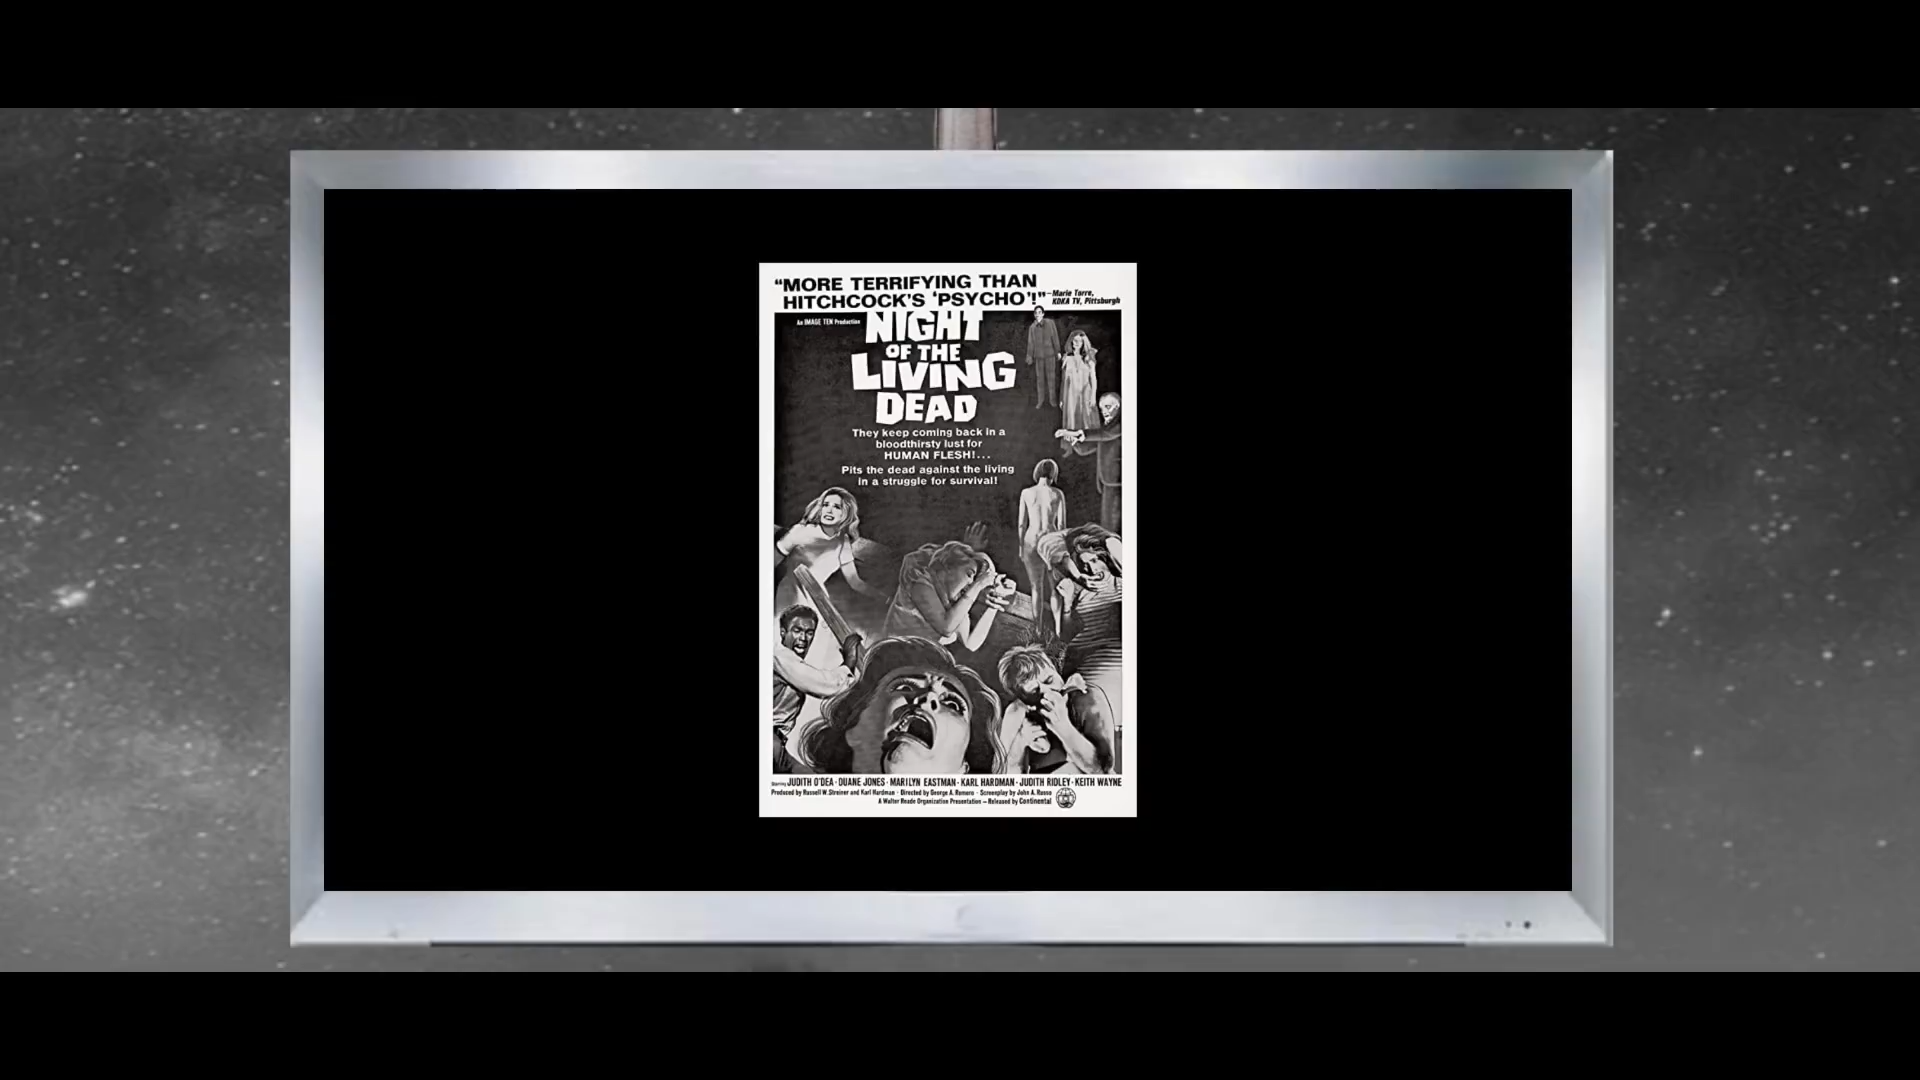 “MORE TERRIFYING THAN
HITCHCOCK'S ‘PSYCHO’!” —Marie Torre,
KDKA TV, Pittsburgh
An IMAGE TEN Production
NIGHT
OF THE
LIVING
DEAD
They keep coming back in a
bloodthirsty lust for
HUMAN FLESH!...
Pits the dead against the living
in a struggle for survival!
Starring JUDITH O'DEA · DUANE JONES · MARILYN EASTMAN · KARL HARDMAN · JUDITH RIDLEY · KEITH WAYNE
Produced by Russell W. Streiner and Karl Hardman · Directed by George A. Romero · Screenplay by John A. Russo
A Walter Reade Organization Presentation — Released by Continental